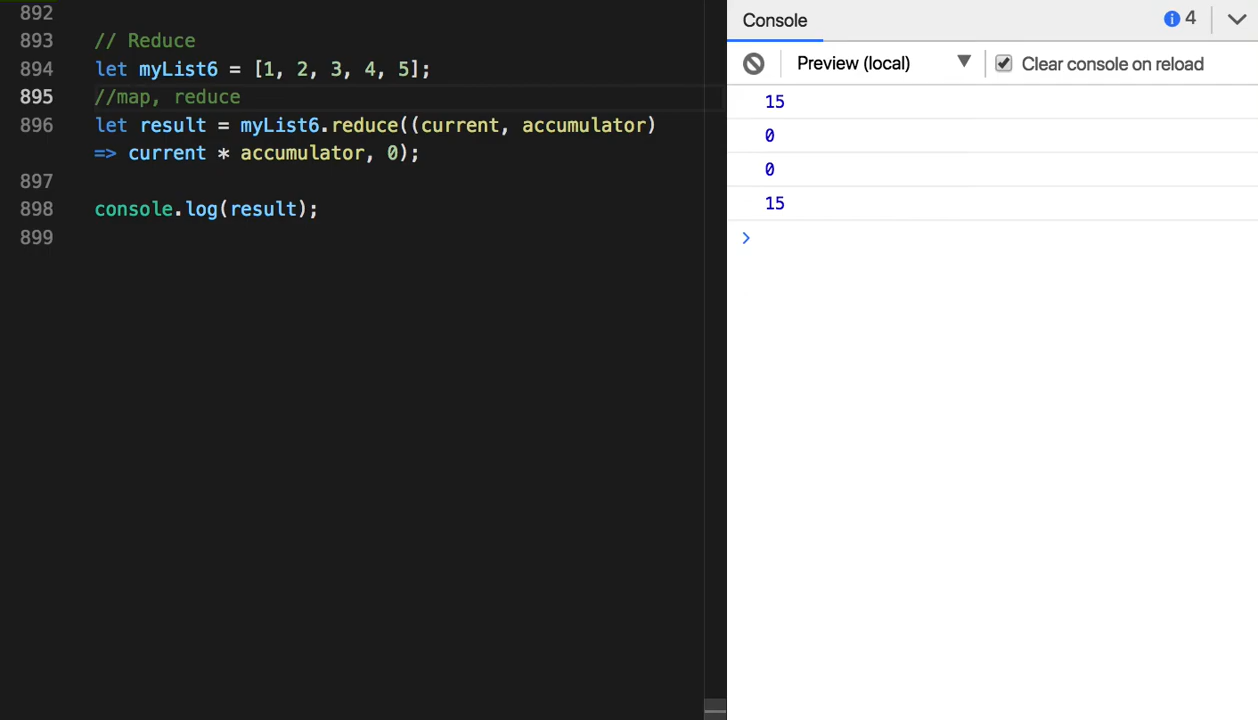 892
893 // Reduce
894 let myList6 = [1, 2, 3, 4, 5];
895 //map, reduce
896 let result = myList6.reduce((current, accumulator)
=> current * accumulator, 0);
897
898 console.log(result);
899
Console
4
Preview (local)
Clear console on reload
15
0
0
15